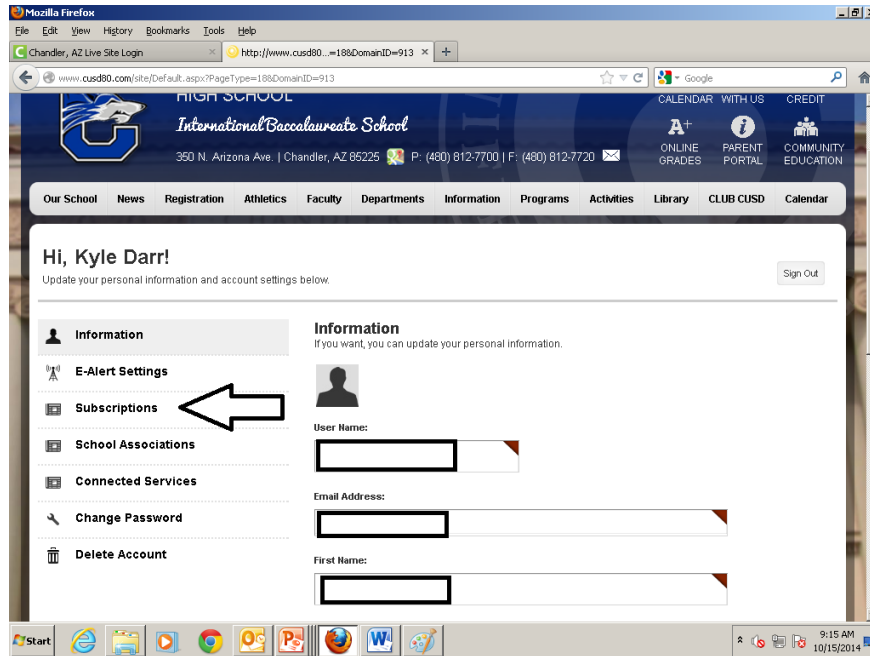 Mozilla Firefox
File Edit View History Bookmarks Tools Help
Chandler, AZ Live Site Login
http://www.cusd80...=18&DomainID=913
www.cusd80.com/site/Default.aspx?PageType=18&DomainID=913
Google
HIGH SCHOOL
CALENDAR WITH US CREDIT
International Baccalaureate School
350 N. Arizona Ave. | Chandler, AZ 85225 P: (480) 812-7700 | F: (480) 812-7720
A+
ONLINE GRADES
PARENT PORTAL
COMMUNITY EDUCATION
Our School News Registration Athletics Faculty Departments Information Programs Activities Library CLUB CUSD Calendar
Hi, Kyle Darr!
Update your personal information and account settings below.
Sign Out
Information
E-Alert Settings
Subscriptions
School Associations
Connected Services
Change Password
Delete Account
Information
If you want, you can update your personal information.
User Name:
Email Address:
First Name:
Start
9:15 AM
10/15/2014